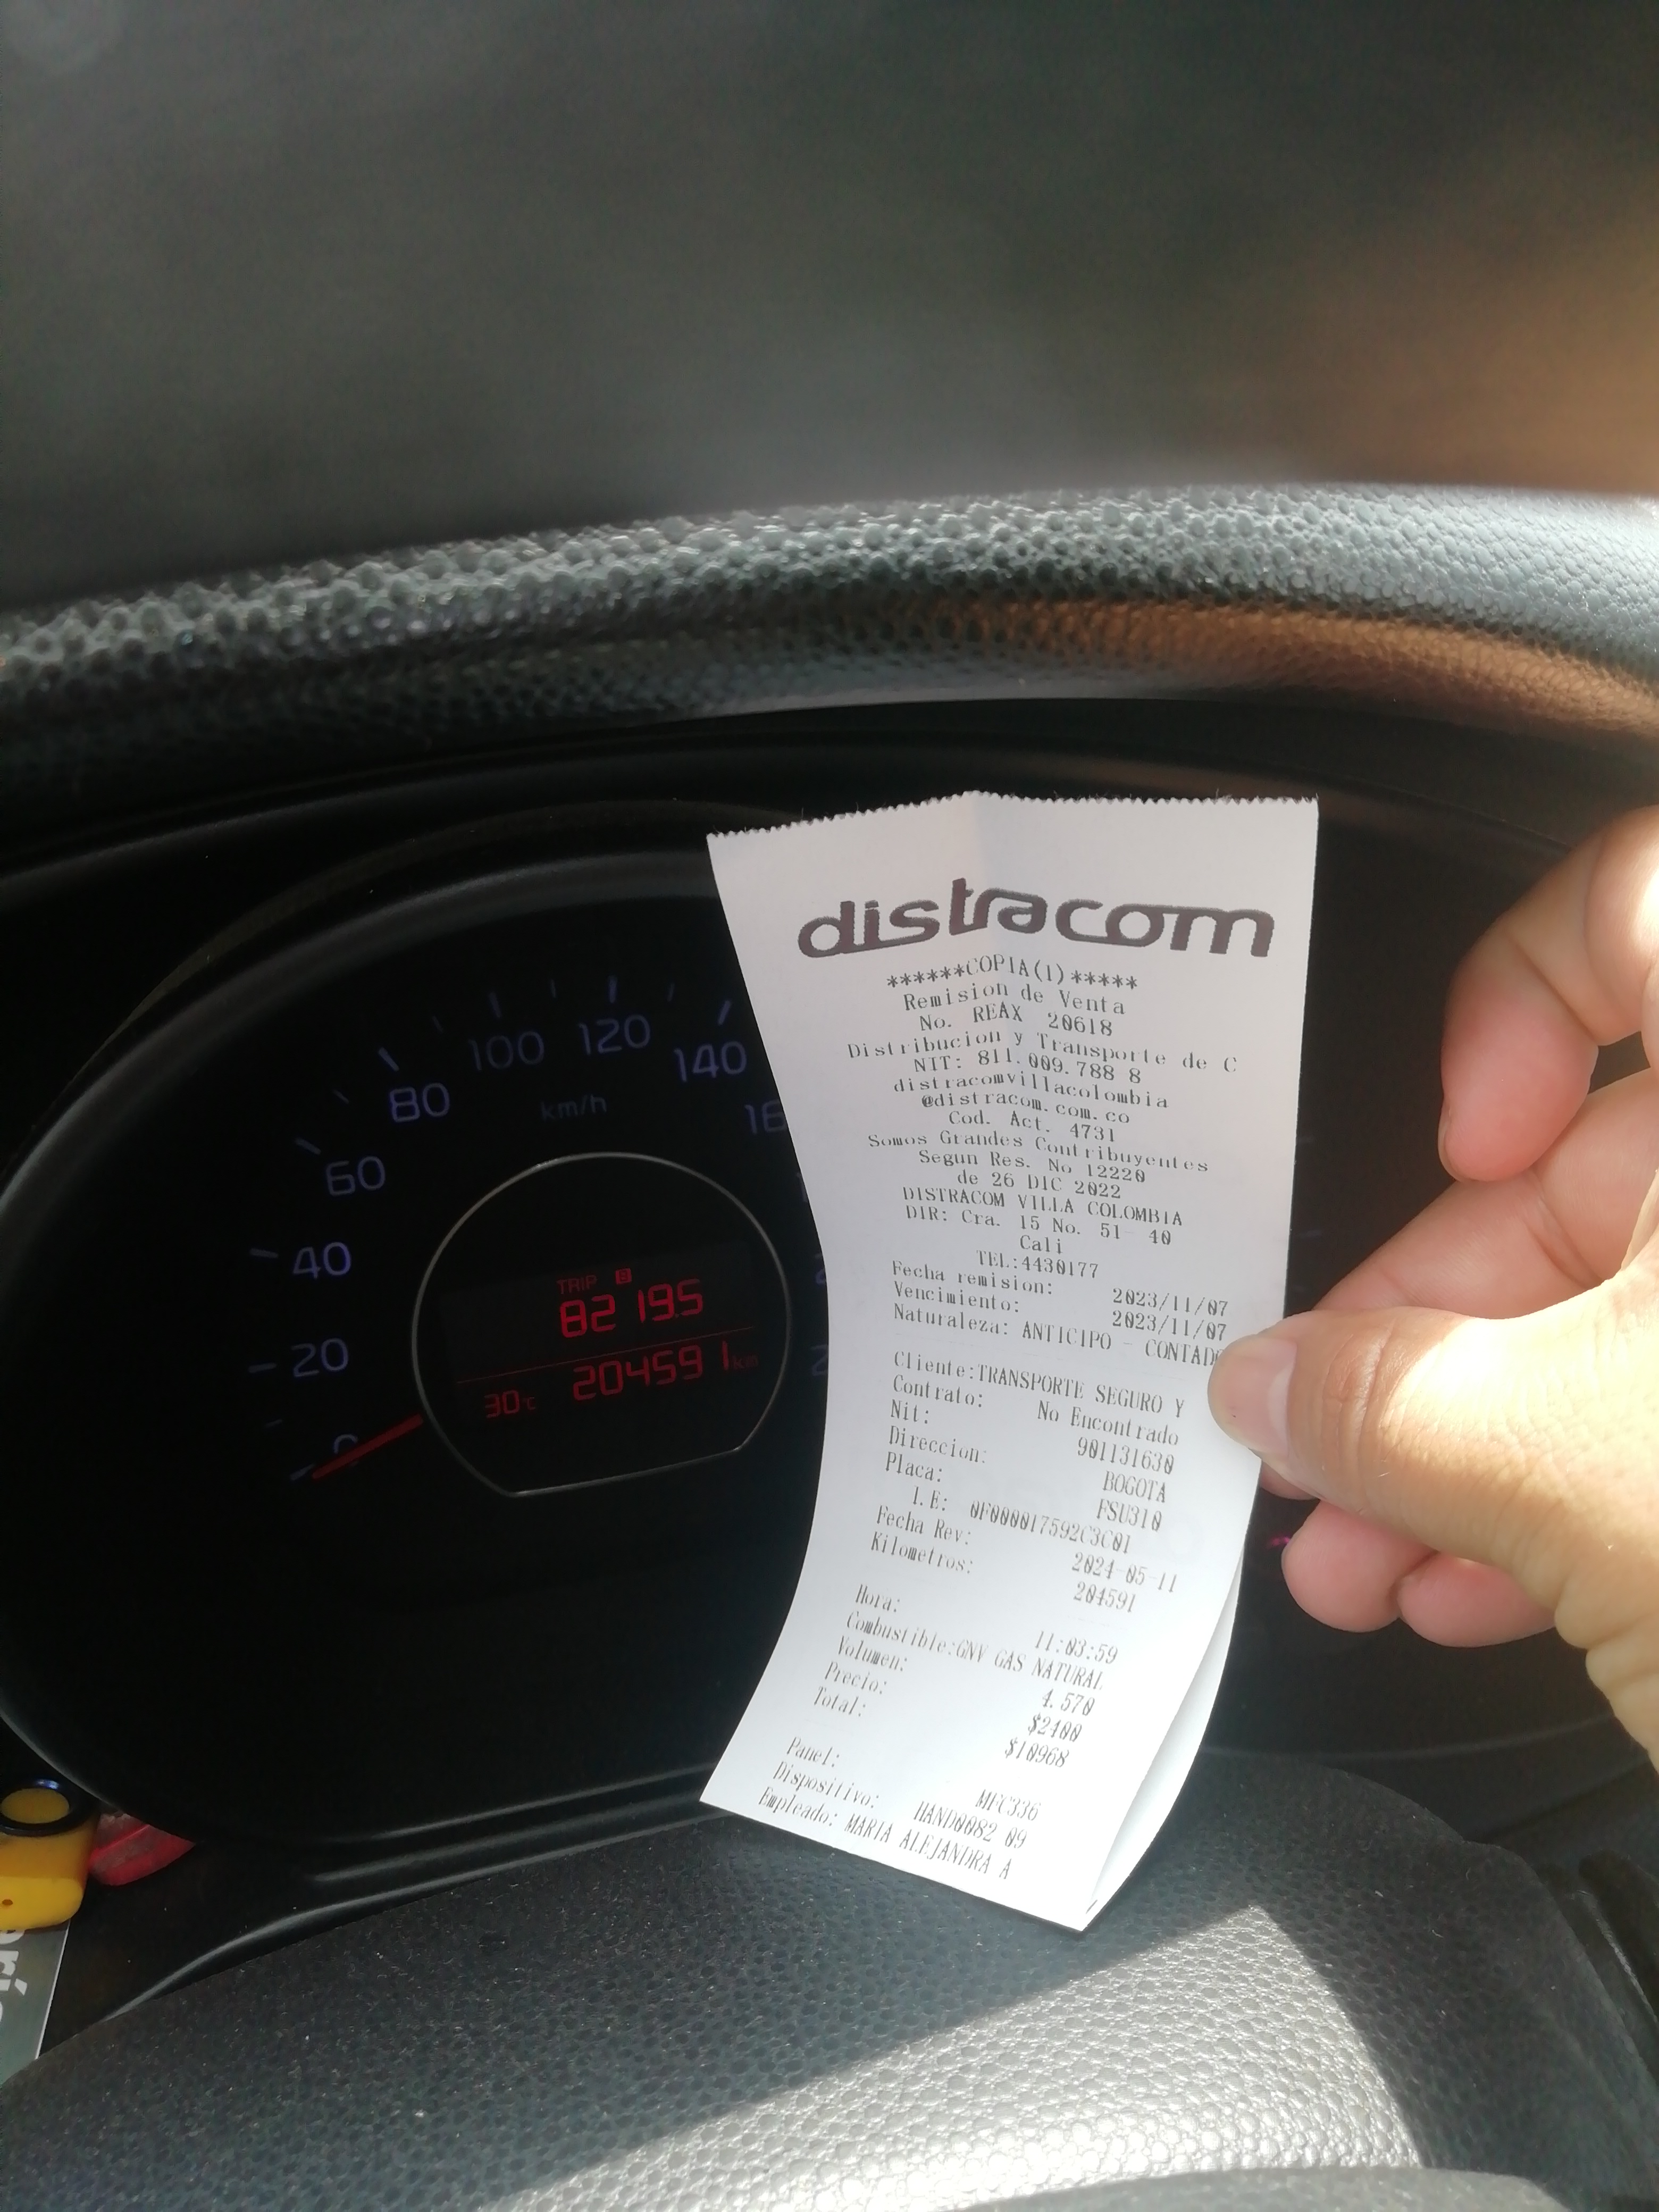 100 120
80 140
km/h
60
40
20
0
TRIP B
8219.5
30°C 204591 km
distracom
******COPIA(1)*****
Remision de Venta
No. REAX 20618
Distribucion y Transporte de C
NIT: 811.009.788 8
distracomvillacolombia
@distracom.com.co
Cod. Act. 4731
Somos Grandes Contribuyentes
Segun Res. No 12220
de 26 DIC 2022
DISTRACOM VILLA COLOMBIA
DIR: Cra. 15 No. 51- 40
Cali
TEL:4430177
Fecha remision: 2023/11/07
Vencimiento: 2023/11/07
Naturaleza: ANTICIPO - CONTADO
Cliente:TRANSPORTE SEGURO Y
Contrato: No Encontrado
Nit: 901131630
Direccion: BOGOTA
Placa: FSU310
I.E: 0F000017592C3C01
Fecha Rev: 2024-05-11
Kilometros: 204591
Hora: 11:03:59
Combustible:GNV GAS NATURAL
Volumen: 4.570
Precio: $2400
Total: $10968
Panel: MFC336
Dispositivo: HAND0082 09
Empleado: MARIA ALEJANDRA A